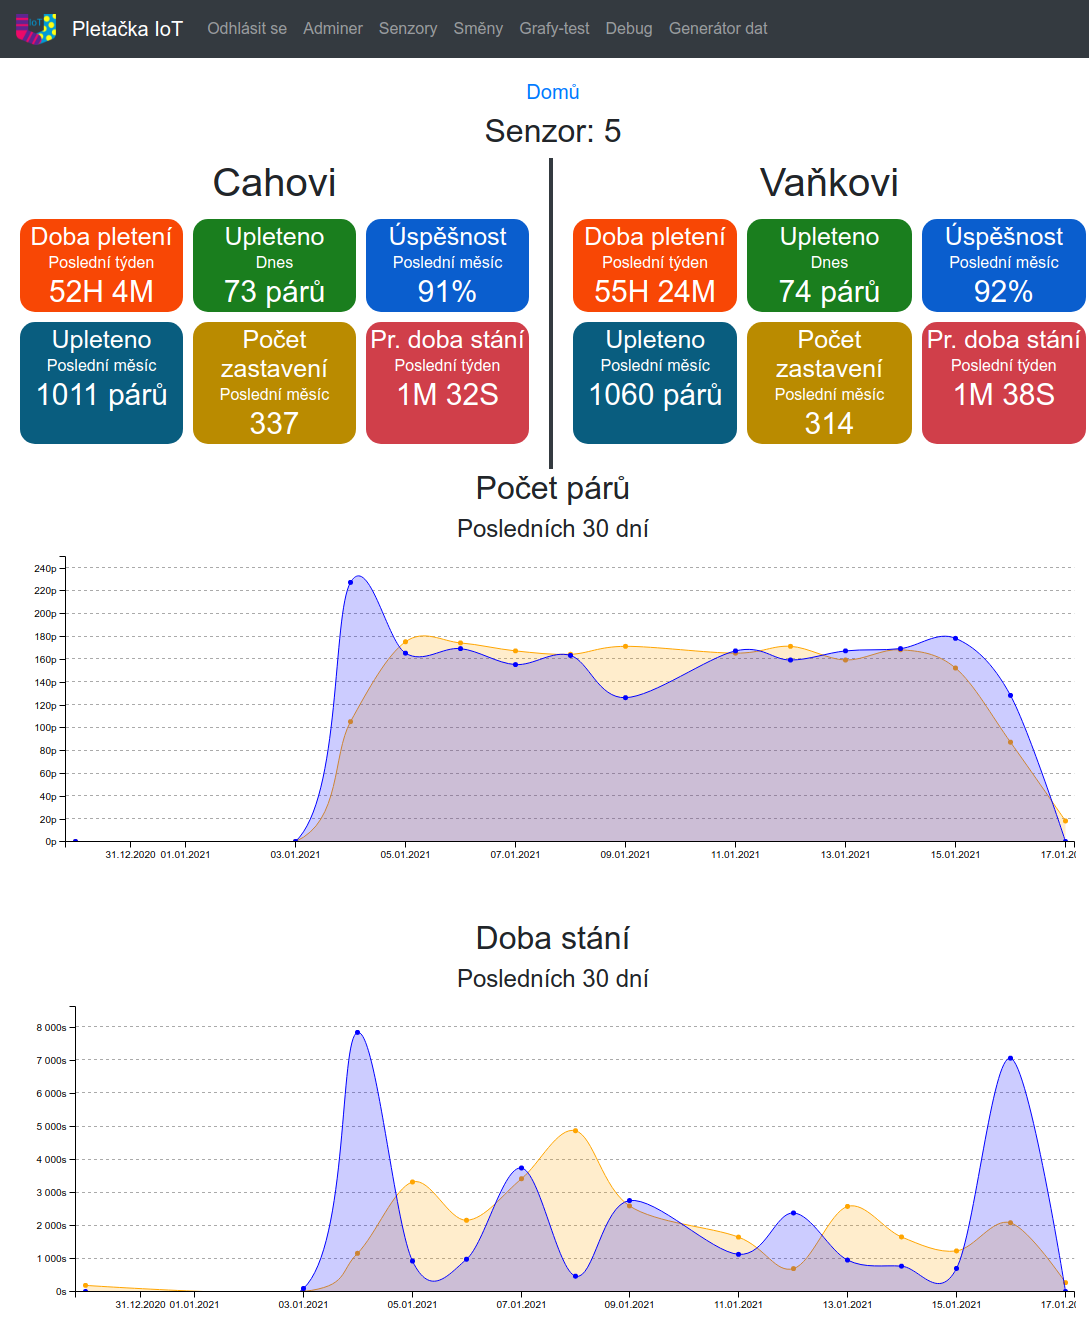 IoT
Pletačka IoT Odhlásit se Adminer Senzory Směny Grafy-test Debug Generátor dat
Domů
Senzor: 5
Cahovi
Doba pletení
Poslední týden
52H 4M
Upleteno
Dnes
73 párů
Úspěšnost
Poslední měsíc
91%
Upleteno
Poslední měsíc
1011 párů
Počet
zastavení
Poslední měsíc
337
Pr. doba stání
Poslední týden
1M 32S
Vaňkovi
Doba pletení
Poslední týden
55H 24M
Upleteno
Dnes
74 párů
Úspěšnost
Poslední měsíc
92%
Upleteno
Poslední měsíc
1060 párů
Počet
zastavení
Poslední měsíc
314
Pr. doba stání
Poslední týden
1M 38S
Počet párů
Posledních 30 dní
240p
220p
200p
180p
160p
140p
120p
100p
80p
60p
40p
20p
0p
31.12.2020 01.01.2021 03.01.2021 05.01.2021 07.01.2021 09.01.2021 11.01.2021 13.01.2021 15.01.2021 17.01.20
Doba stání
Posledních 30 dní
8 000s
7 000s
6 000s
5 000s
4 000s
3 000s
2 000s
1 000s
0s
31.12.2020 01.01.2021 03.01.2021 05.01.2021 07.01.2021 09.01.2021 11.01.2021 13.01.2021 15.01.2021 17.01.20